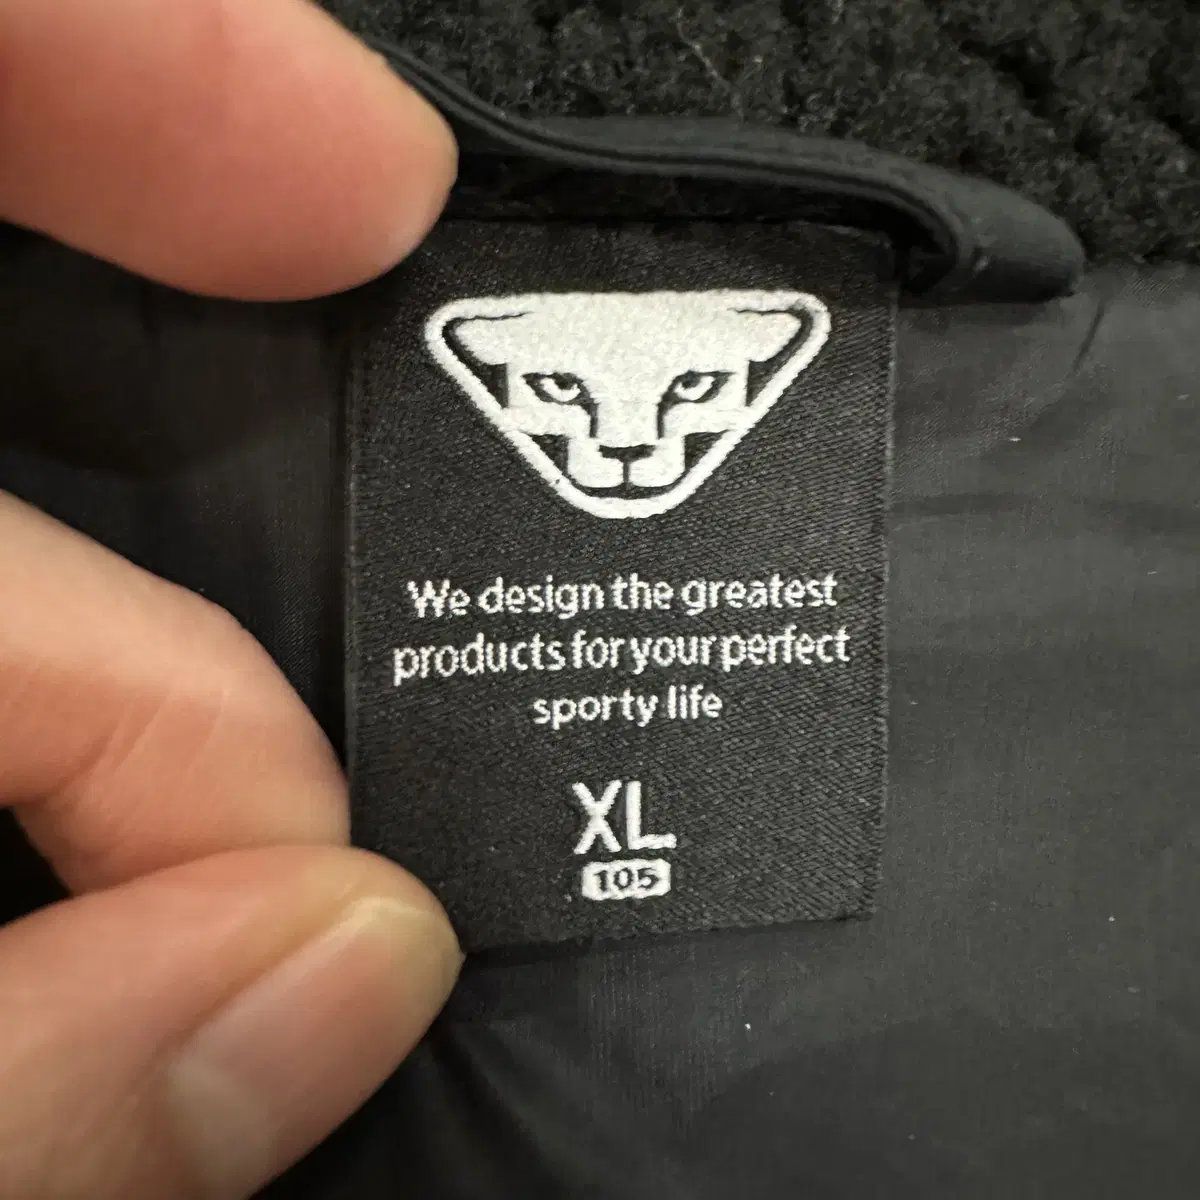 We design the greatest
products for your perfect
sporty life
XL
105